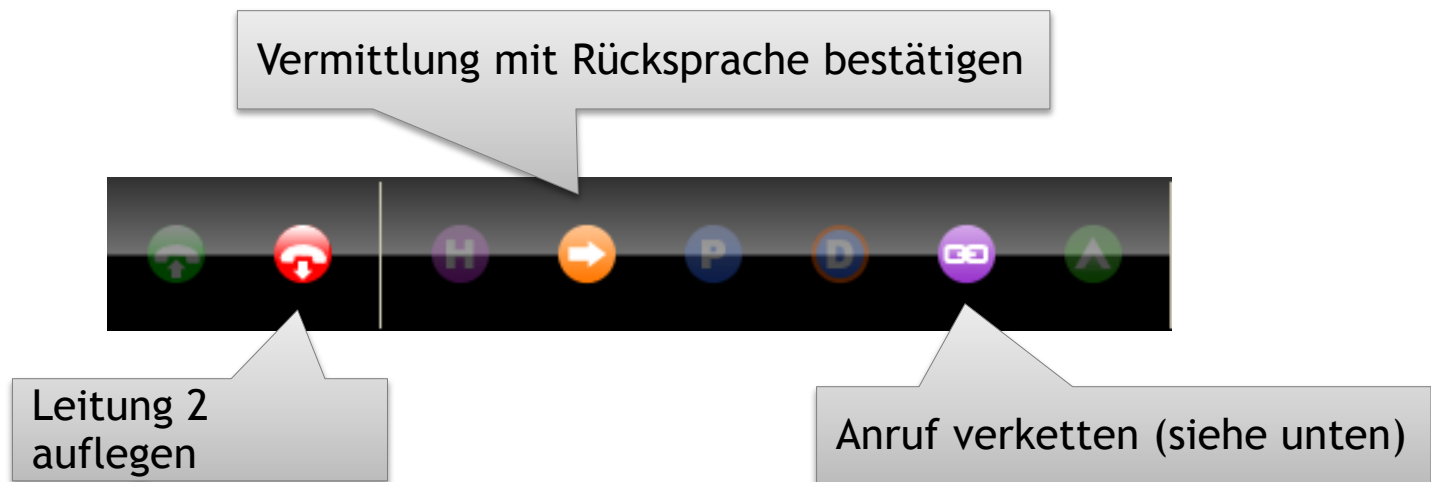 Vermittlung mit Rücksprache bestätigen
H
P
D
Leitung 2
auflegen
Anruf verketten (siehe unten)